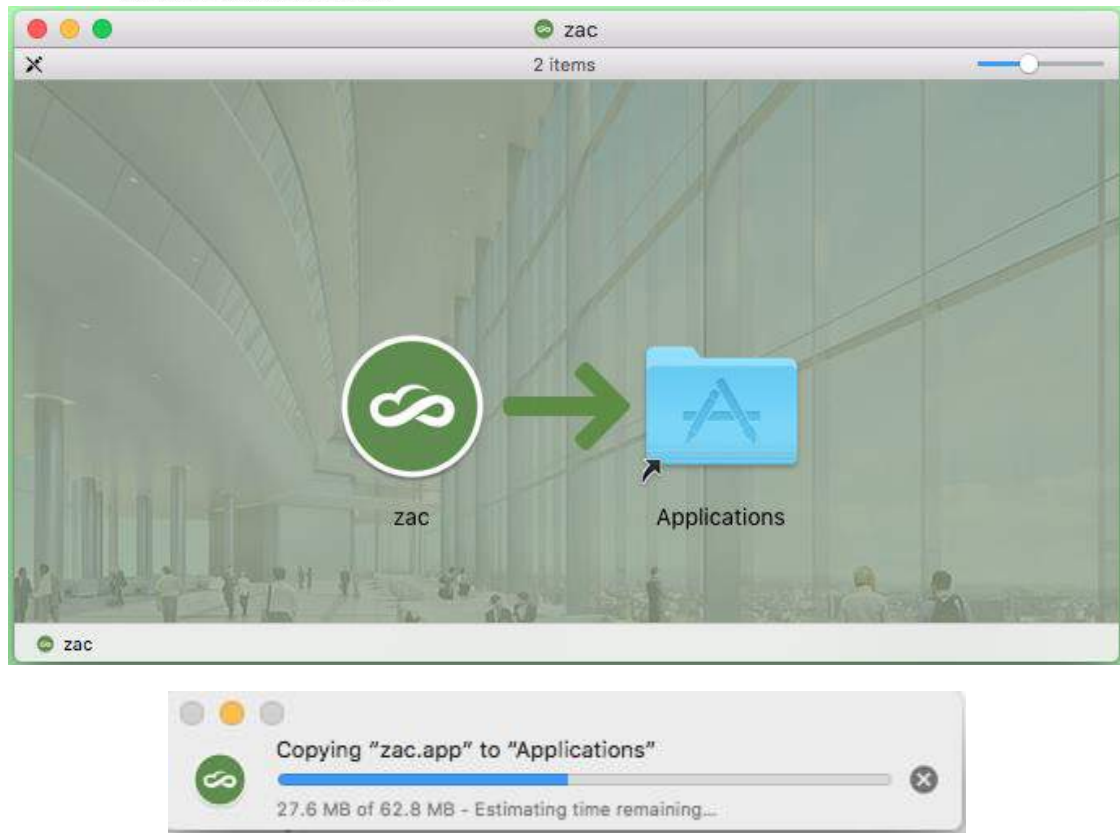 zac
2 items
zac
Applications
zac
Copying “zac.app” to “Applications”
27.6 MB of 62.8 MB - Estimating time remaining...